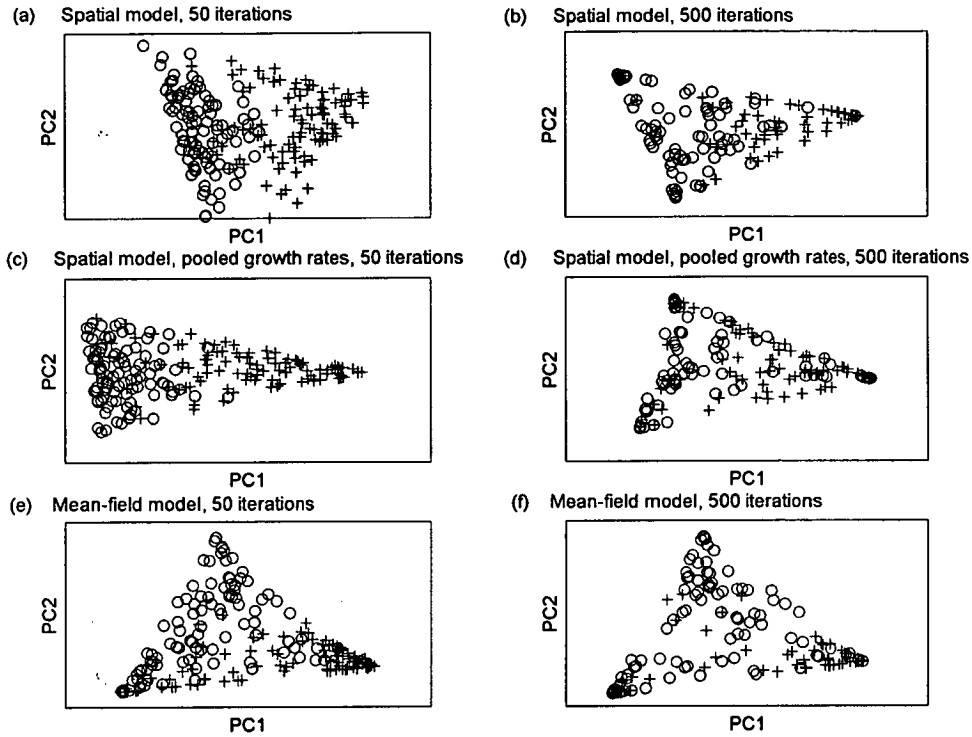 (a) Spatial model, 50 iterations
PC2
PC1
(b) Spatial model, 500 iterations
PC2
PC1
(c) Spatial model, pooled growth rates, 50 iterations
PC2
PC1
(d) Spatial model, pooled growth rates, 500 iterations
PC2
PC1
(e) Mean-field model, 50 iterations
PC2
PC1
(f) Mean-field model, 500 iterations
PC2
PC1